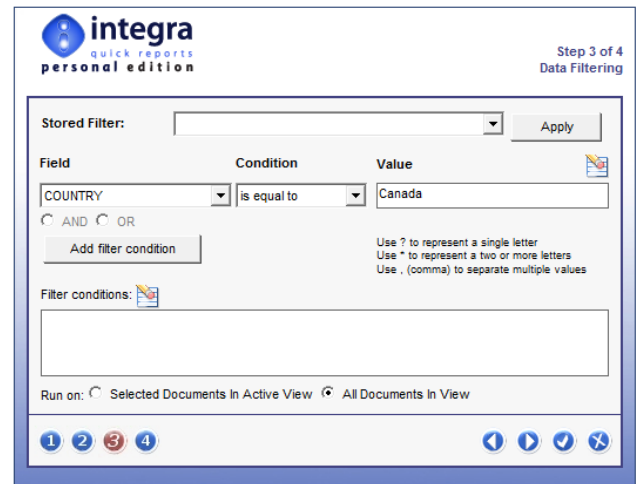 integra
quick reports
personal edition
Step 3 of 4
Data Filtering
Stored Filter:
Apply
Field Condition Value
COUNTRY is equal to Canada
AND OR
Add filter condition
Use ? to represent a single letter
Use * to represent a two or more letters
Use , (comma) to separate multiple values
Filter conditions:
Run on: Selected Documents In Active View All Documents In View
1 2 3 4